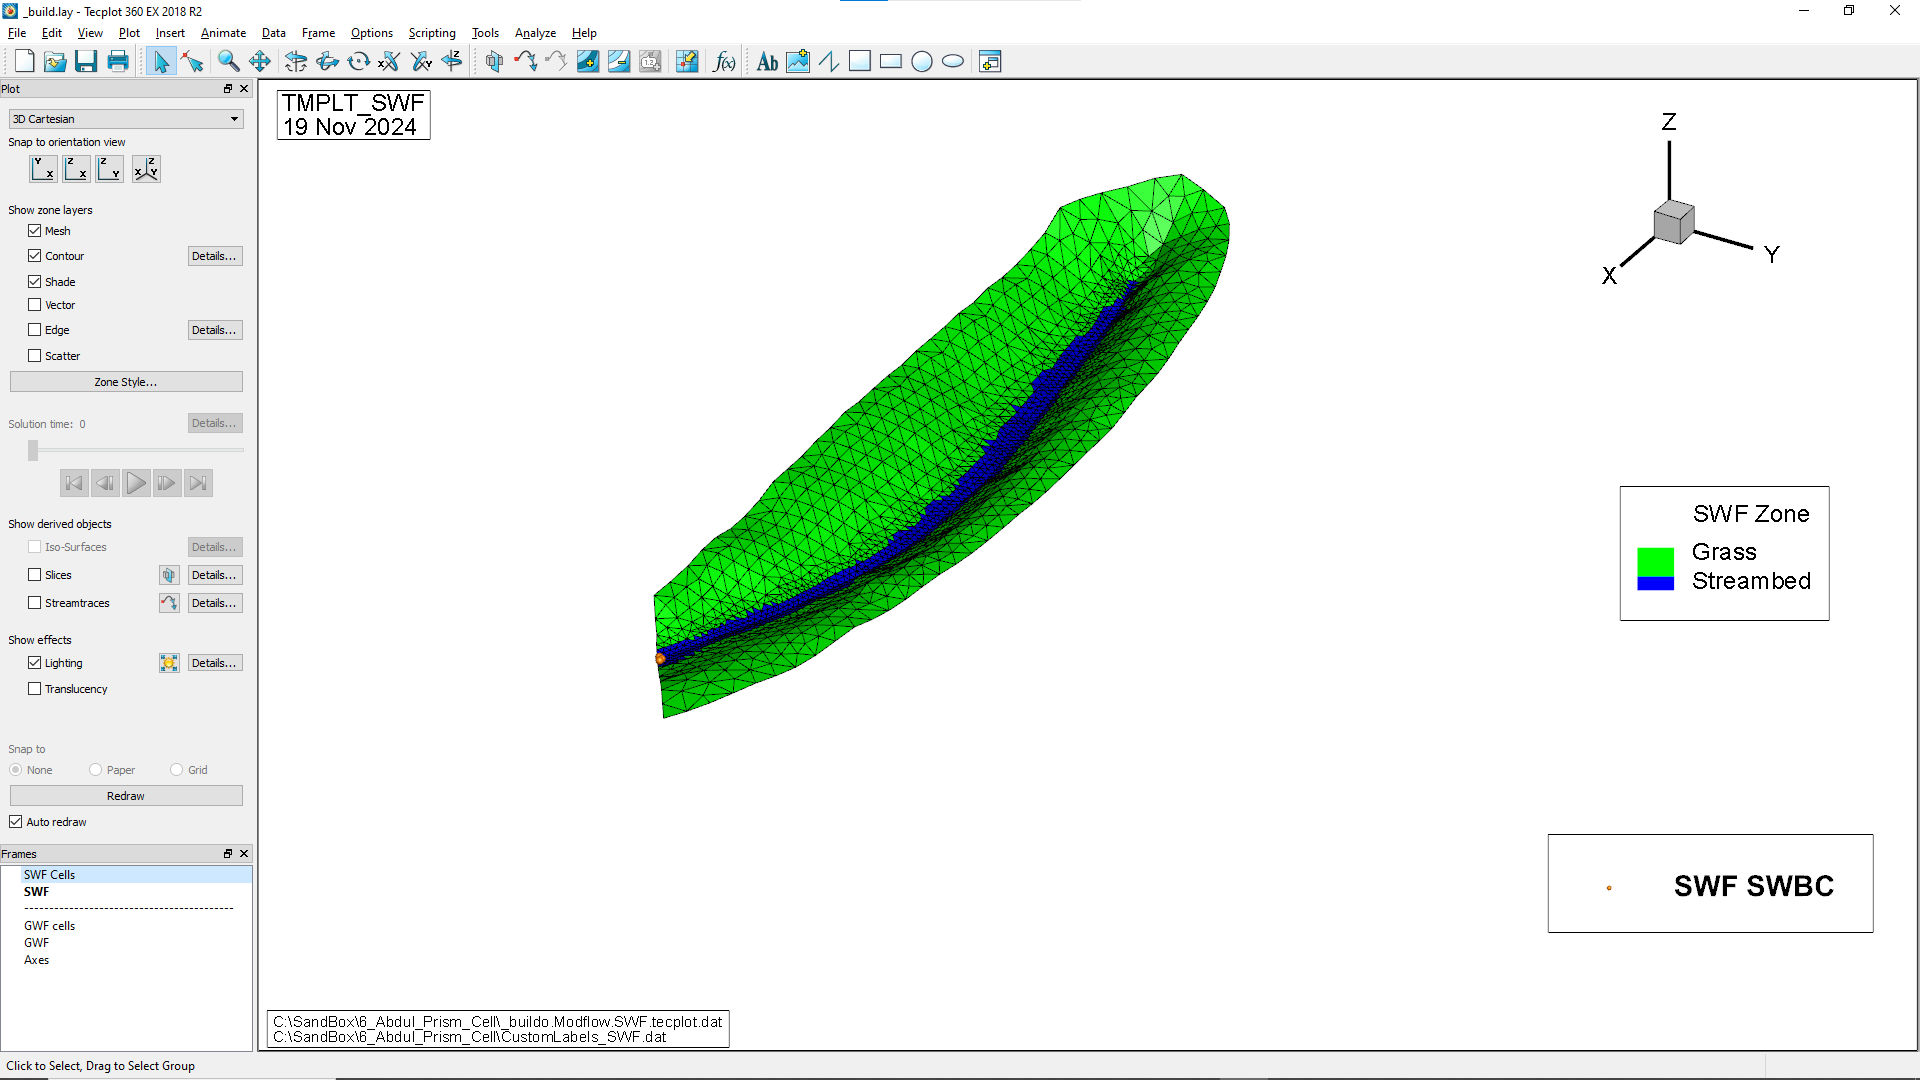 _build.lay - Tecplot 360 EX 2018 R2
File Edit View Plot Insert Animate Data Frame Options Scripting Tools Analyze Help
Plot
3D Cartesian
Snap to orientation view
Y X Z X Z Y X Z Y
Show zone layers
Mesh
Contour Details...
Shade
Vector
Edge Details...
Scatter
Zone Style...
Solution time: 0 Details...
Show derived objects
Iso-Surfaces Details...
Slices Details...
Streamtraces Details...
Show effects
Lighting Details...
Translucency
Snap to
None Paper Grid
Redraw
Auto redraw
Frames
SWF Cells
SWF
------------------------------------------
GWF cells
GWF
Axes
Click to Select, Drag to Select Group
f(x) Ab
TMPLT_SWF
19 Nov 2024
Z
Y
X
SWF Zone
Grass
Streambed
SWF SWBC
C:\SandBox\6_Abdul_Prism_Cell\_buildo.Modflow.SWF.tecplot.dat
C:\SandBox\6_Abdul_Prism_Cell\CustomLabels_SWF.dat